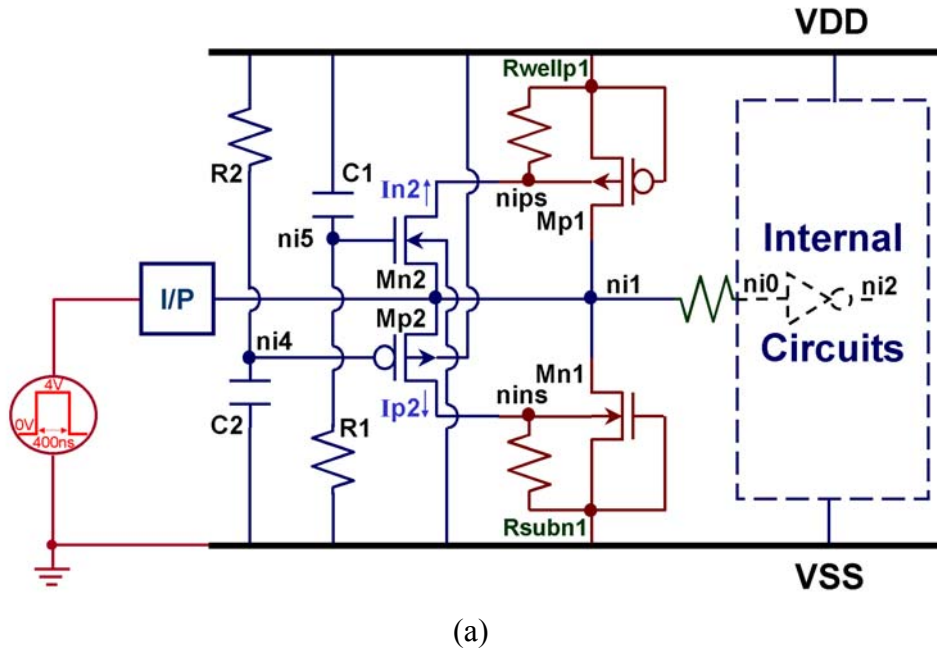 VDD
Rwellp1
R2
C1
In2↑
nips
Mp1
ni5
Mn2
Internal
I/P
ni1
ni0
ni2
Mp2
ni4
Circuits
Mn1
4V
0V
400ns
C2
Ip2↓
nins
R1
Rsubn1
VSS
(a)